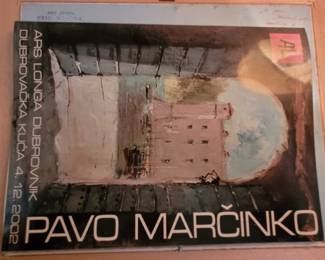 ARS LONGA DUBROVNIK
DUBROVAČKA KUĆA 4. 12. 2002
PAVO MARČINKO